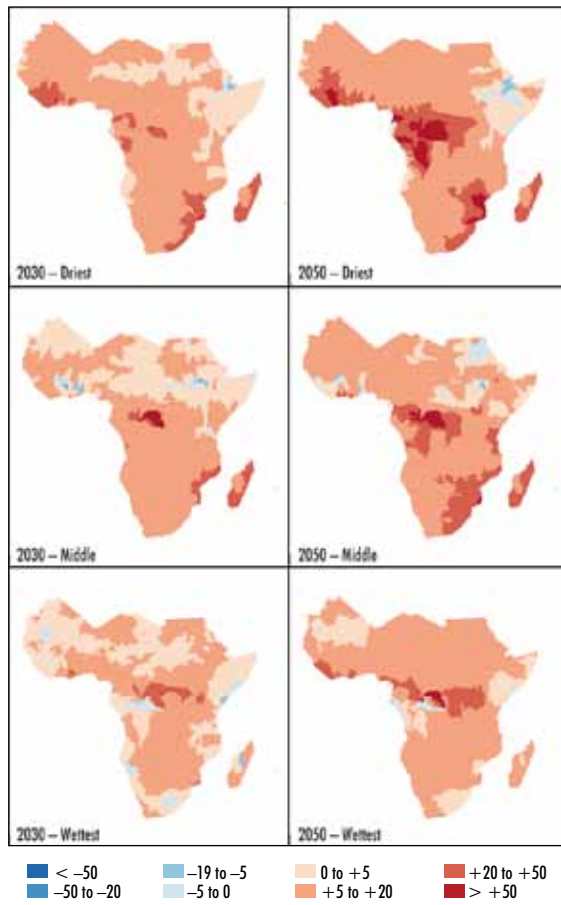 2030 – Driest
2050 – Driest
2030 – Middle
2050 – Middle
2030 – Wettest
2050 – Wettest
< –50
–19 to –5
0 to +5
+20 to +50
–50 to –20
–5 to 0
+5 to +20
> +50